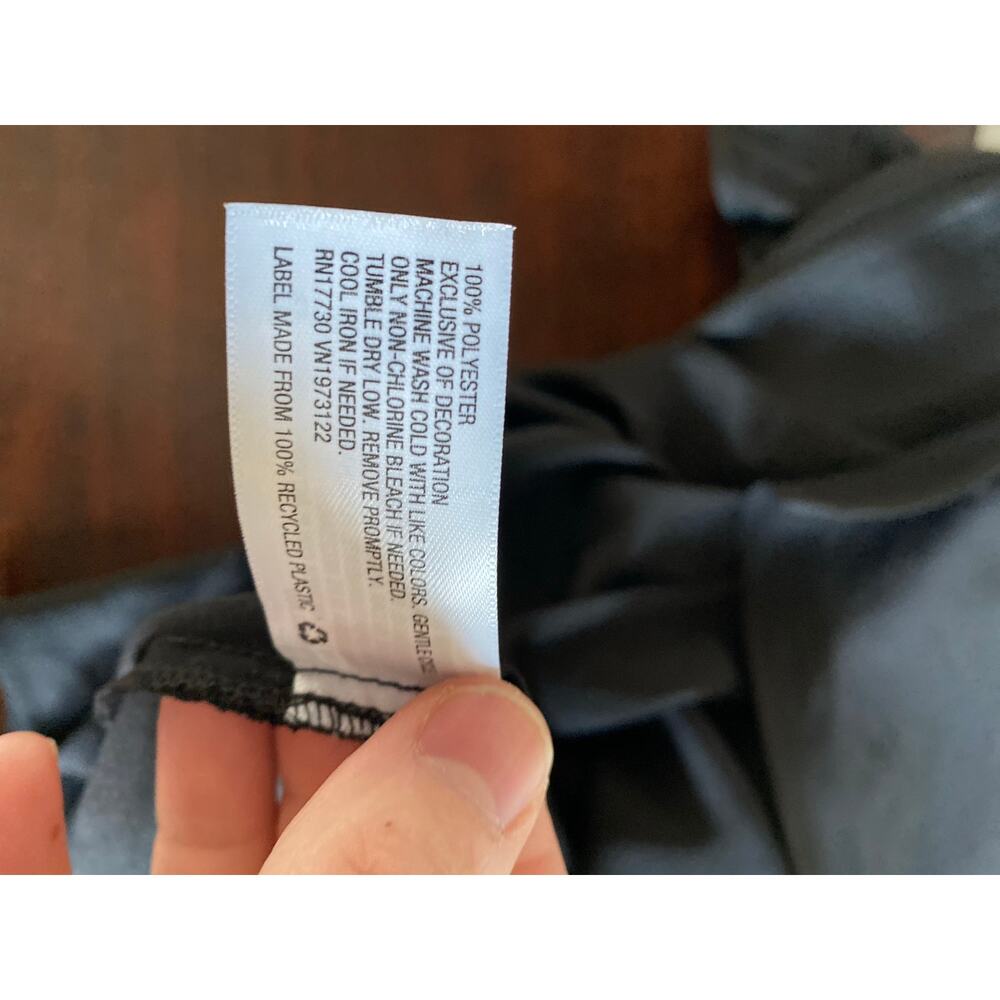 100% POLYESTER
EXCLUSIVE OF DECORATION
MACHINE WASH COLD WITH LIKE COLORS. GENTLE
ONLY NON-CHLORINE BLEACH IF NEEDED.
TUMBLE DRY LOW. REMOVE PROMPTLY.
COOL IRON IF NEEDED.
RN17730 VN1973122
LABEL MADE FROM 100% RECYCLED PLASTIC